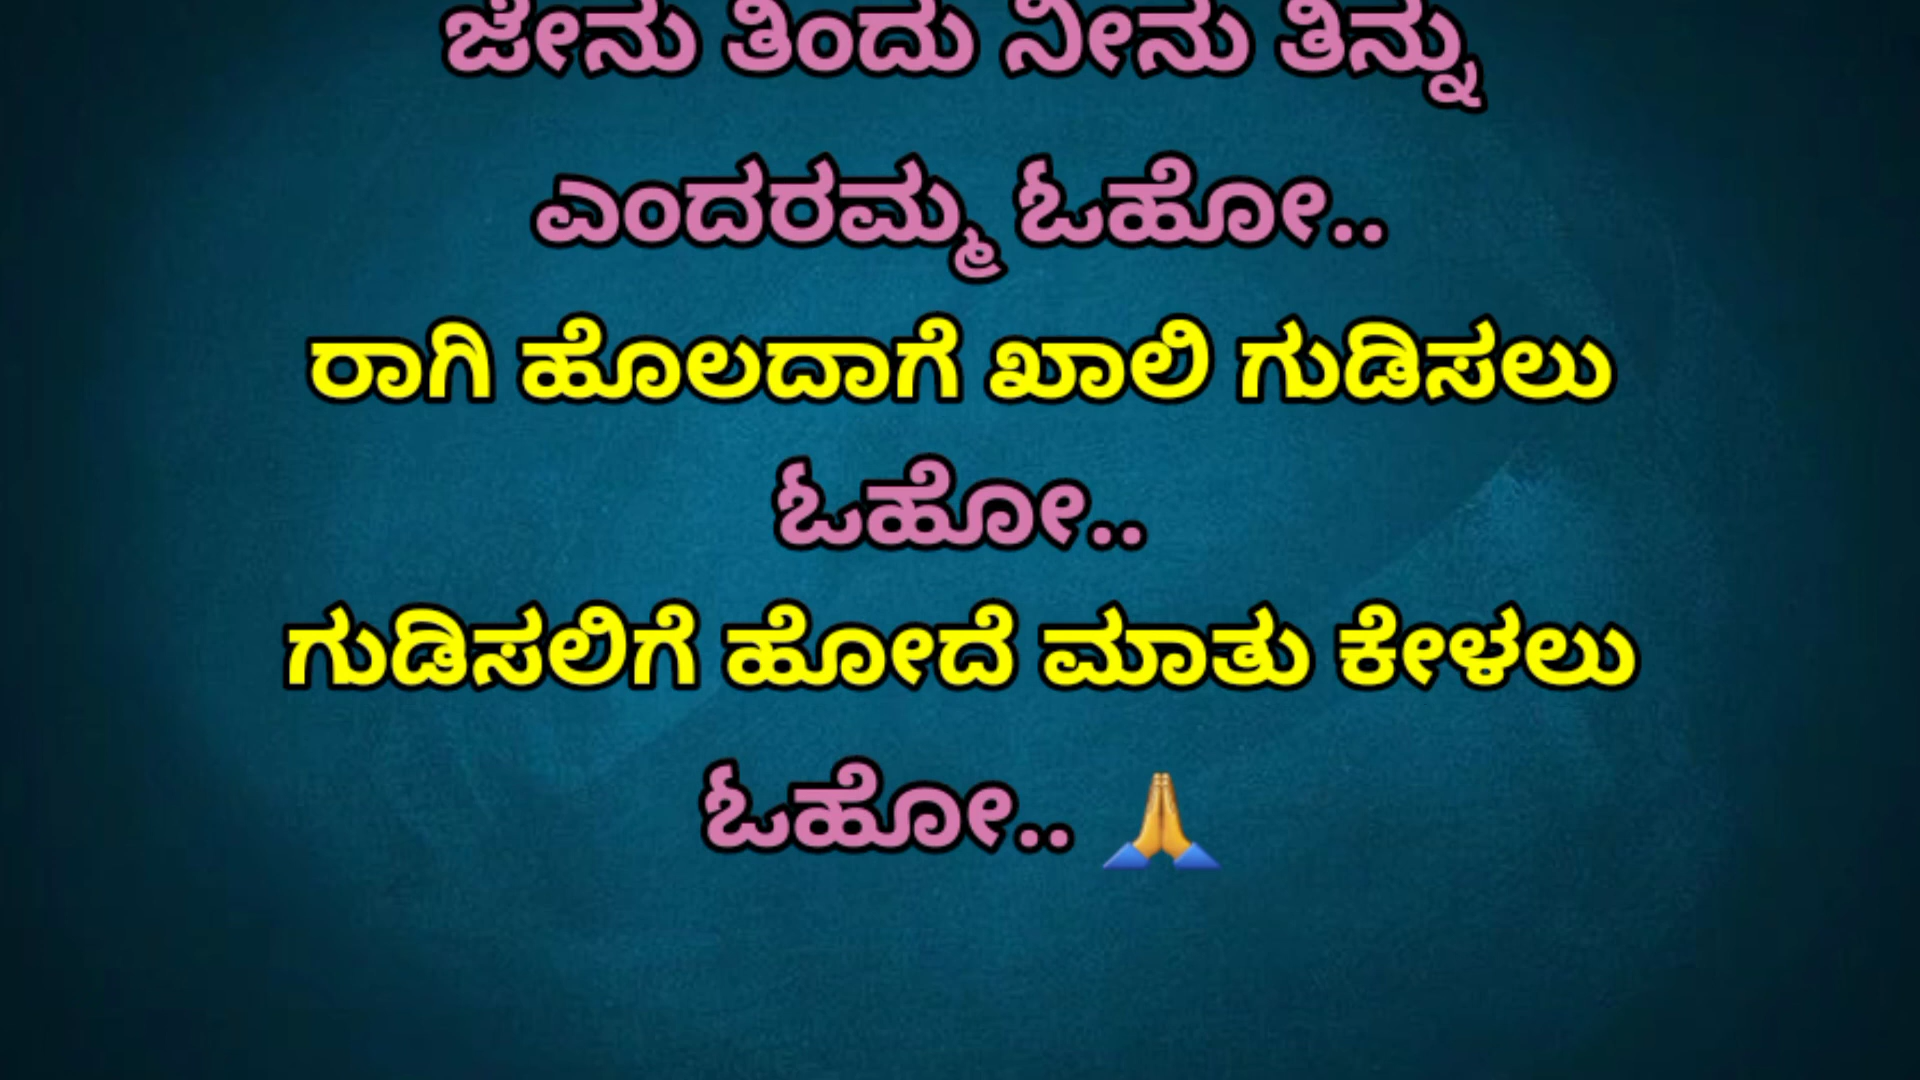 ಜೇನು ತಿಂದು ನೀನು ತಿನ್ನು
ಎಂದರಮ್ಮ ಓಹೋ..
ರಾಗಿ ಹೊಲದಾಗೆ ಖಾಲಿ ಗುಡಿಸಲು
ಓಹೋ..
ಗುಡಿಸಲಿಗೆ ಹೋದೆ ಮಾತು ಕೇಳಲು
ಓಹೋ.. 🙏